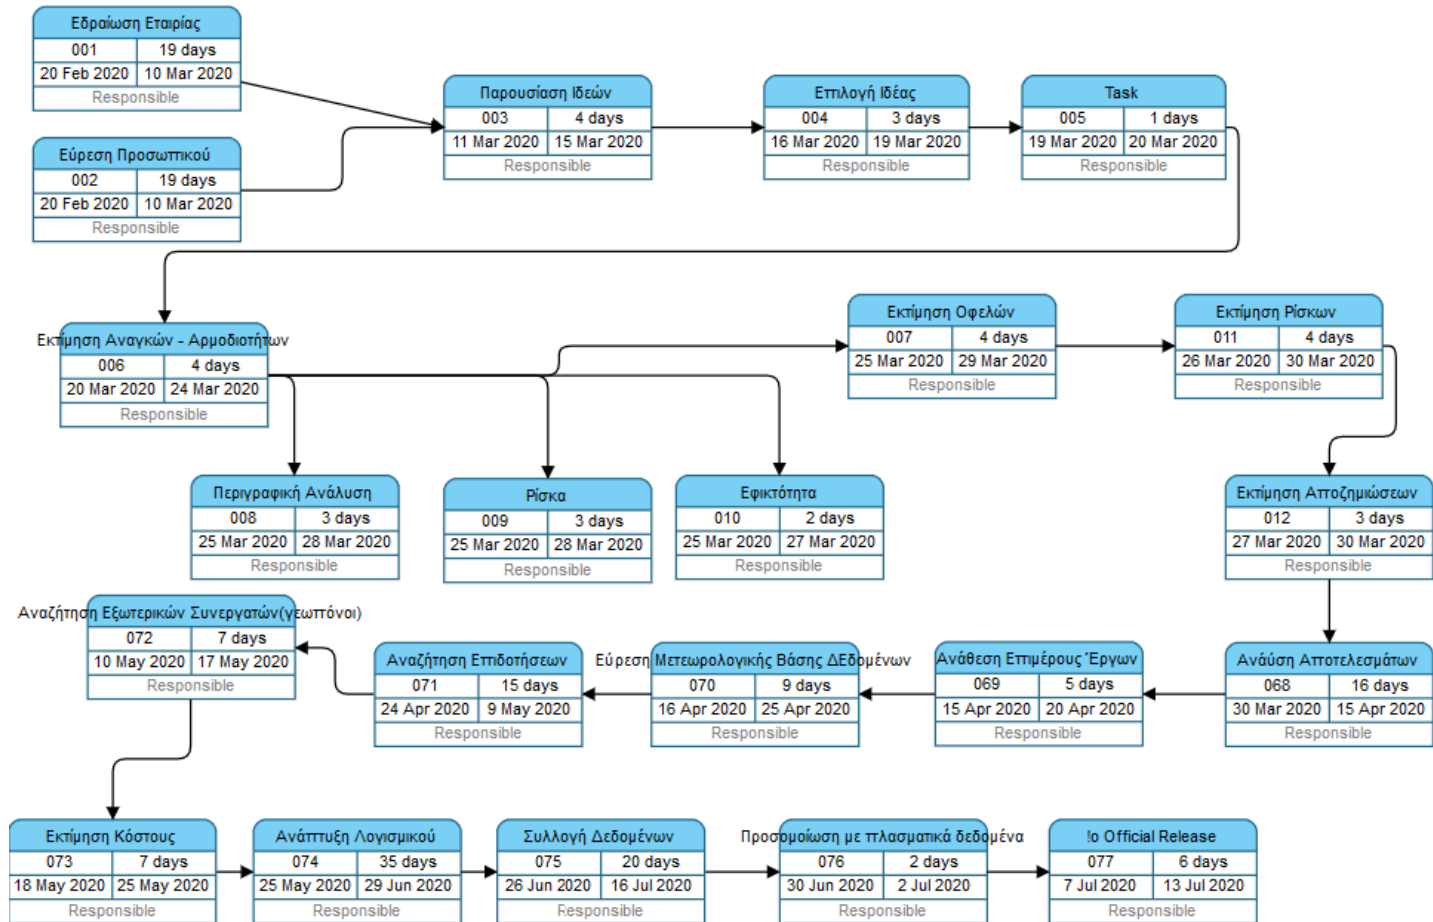 Εδραίωση Εταιρίας
001 19 days
20 Feb 2020 10 Mar 2020
Responsible
Εύρεση Προσωπικού
002 19 days
20 Feb 2020 10 Mar 2020
Responsible
Παρουσίαση Ιδεών
003 4 days
11 Mar 2020 15 Mar 2020
Responsible
Επιλογή Ιδέας
004 3 days
16 Mar 2020 19 Mar 2020
Responsible
Task
005 1 days
19 Mar 2020 20 Mar 2020
Responsible
Εκτίμηση Αναγκών - Αρμοδιοτήτων
006 4 days
20 Mar 2020 24 Mar 2020
Responsible
Εκτίμηση Οφελών
007 4 days
25 Mar 2020 29 Mar 2020
Responsible
Εκτίμηση Ρίσκων
011 4 days
26 Mar 2020 30 Mar 2020
Responsible
Περιγραφική Ανάλυση
008 3 days
25 Mar 2020 28 Mar 2020
Responsible
Ρίσκα
009 3 days
25 Mar 2020 28 Mar 2020
Responsible
Εφικτότητα
010 2 days
25 Mar 2020 27 Mar 2020
Responsible
Εκτίμηση Αποζημιώσεων
012 3 days
27 Mar 2020 30 Mar 2020
Responsible
Αναζήτηση Εξωτερικών Συνεργατών(γεωπόνοι)
072 7 days
10 May 2020 17 May 2020
Responsible
Αναζήτηση Επιδοτήσεων
071 15 days
24 Apr 2020 9 May 2020
Responsible
Εύρεση Μετεωρολογικής Βάσης ΔΕδομένων
070 9 days
16 Apr 2020 25 Apr 2020
Responsible
Ανάθεση Επιμέρους Έργων
069 5 days
15 Apr 2020 20 Apr 2020
Responsible
Ανάύση Αποτελεσμάτων
068 16 days
30 Mar 2020 15 Apr 2020
Responsible
Εκτίμηση Κόστους
073 7 days
18 May 2020 25 May 2020
Responsible
Ανάπτυξη Λογισμικού
074 35 days
25 May 2020 29 Jun 2020
Responsible
Συλλογή Δεδομένων
075 20 days
26 Jun 2020 16 Jul 2020
Responsible
Προσομοίωση με πλασματικά δεδομένα
076 2 days
30 Jun 2020 2 Jul 2020
Responsible
!ο Official Release
077 6 days
7 Jul 2020 13 Jul 2020
Responsible